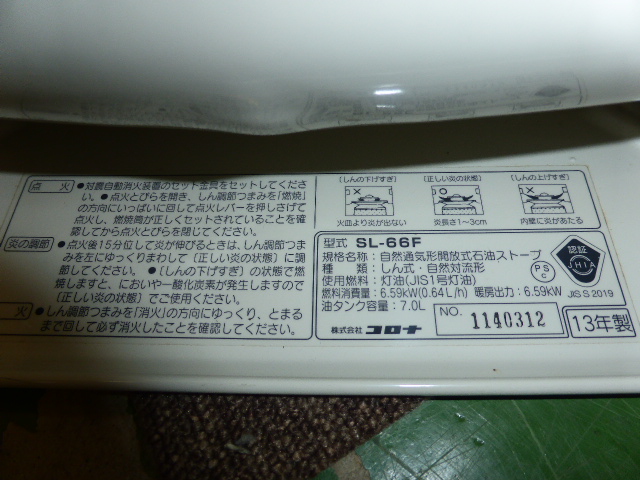 点　火
●対震自動消火装置のセット金具をセットしてくださ
い。●点火とびらを開き、しん調節つまみを「燃焼」
の方向にいっぱいに回して点火レバーを押しさげて
点火し、燃焼筒が正しくセットされていることを確
認してから点火とびらを閉じてください。
炎の調節
●点火後15分位して炎が伸びるときは、しん調節つま
みを左にゆっくりまわして〔正しい炎の状態〕に調
節してください。●〔しんの下げすぎ〕の状態で燃
焼しますと、においや一酸化炭素が発生しますので
〔正しい炎の状態〕でご使用ください。
火
●しん調節つまみを「消火」の方向にゆっくり、とまる
まで回して必ず消火したことを確認してください。
〔しんの下げすぎ〕
火皿より炎が出ない
〔正しい炎の状態〕
炎長さ1〜3cm
〔しんの上げすぎ〕
内筆に炎があたる
型式 SL-66F
規格名称：自然通気形開放式石油ストーブ
種　　類：しん式・自然対流形
使用燃料：灯油(JIS1号灯油)
燃料消費量：6.59kW(0.64L/h) 暖房出力：6.59kW
油タンク容量：7.0L
株式会社 コロナ
NO. 1140312
PSC
認証
JHIA
JIS S 2019
13年製